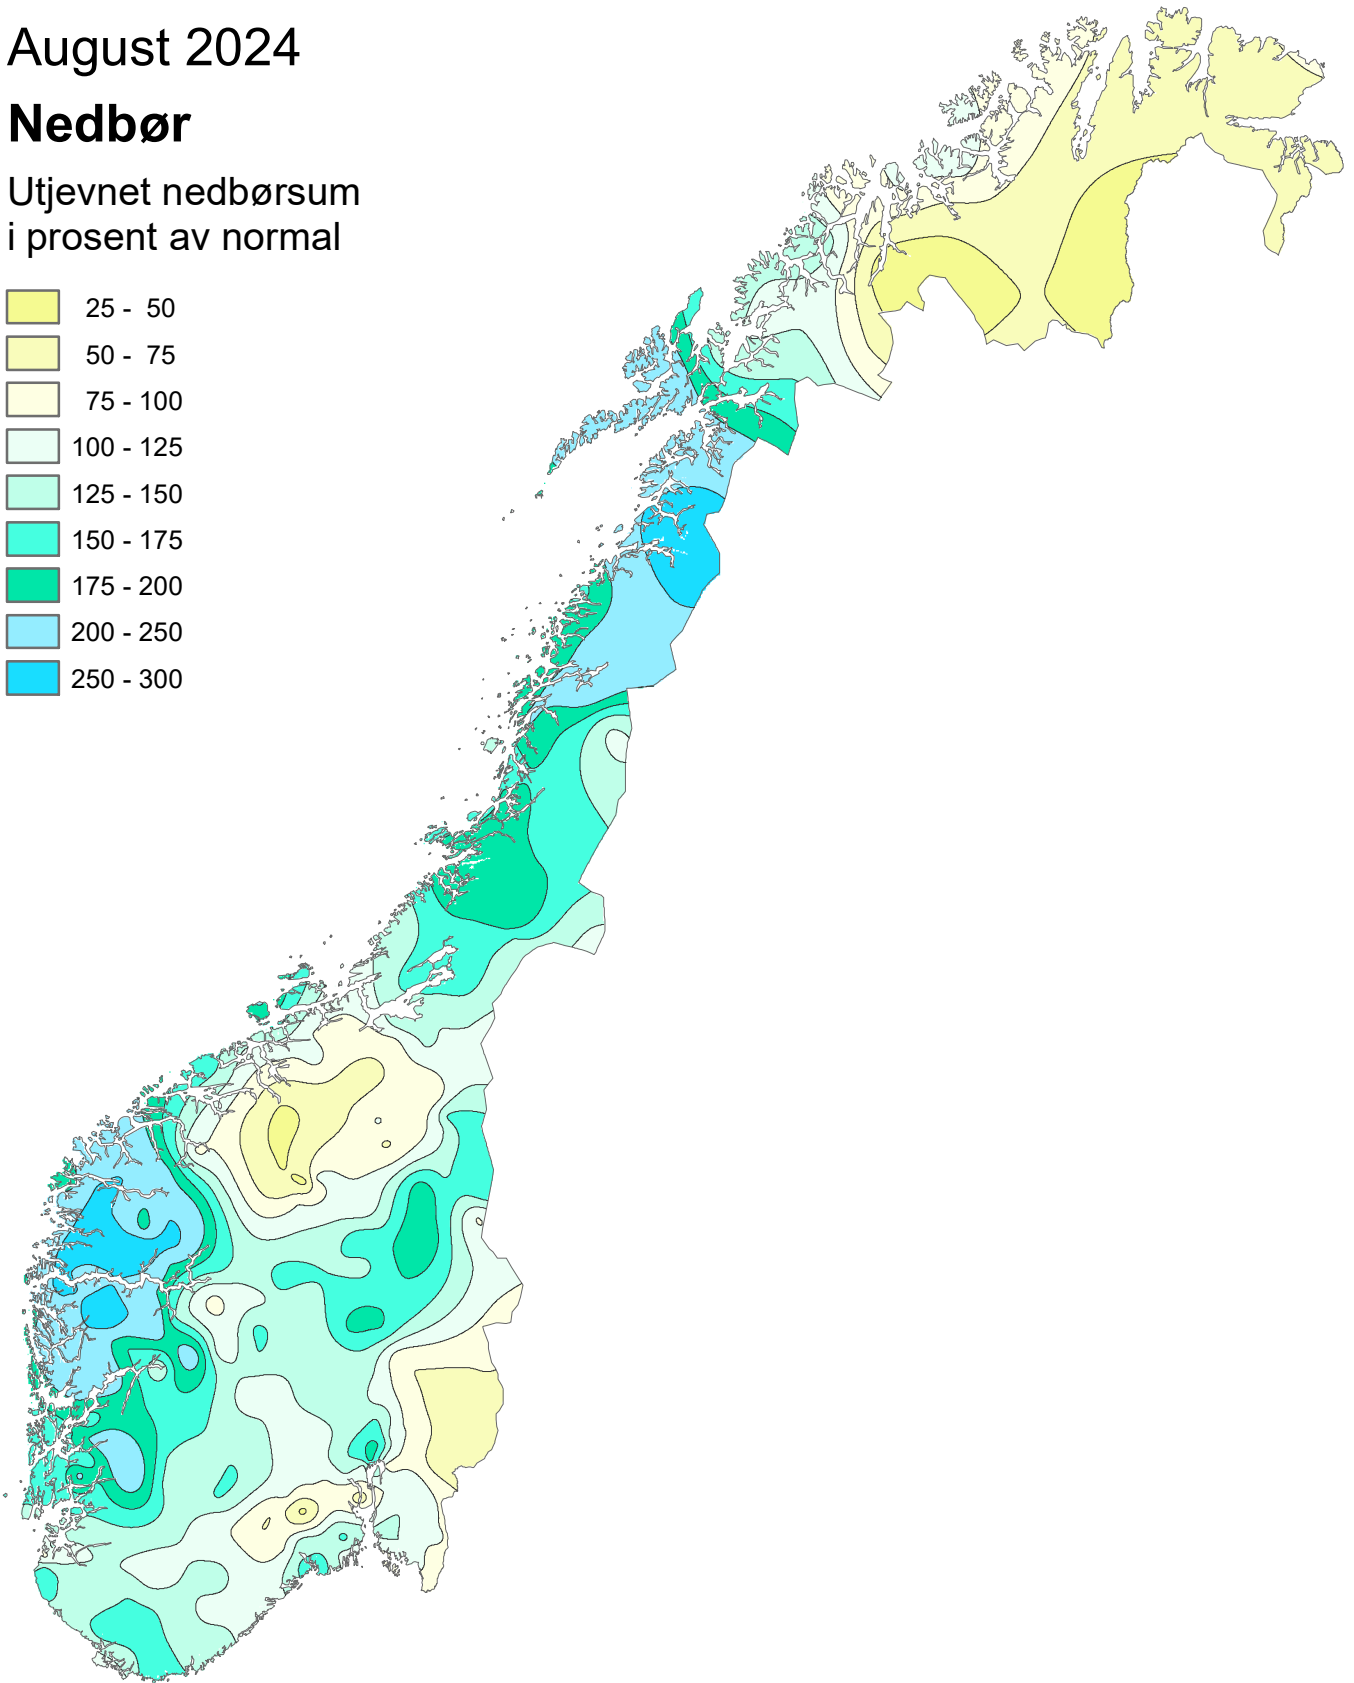 August 2024
Nedbør
Utjevnet nedbørsum
i prosent av normal
25 - 50
50 - 75
75 - 100
100 - 125
125 - 150
150 - 175
175 - 200
200 - 250
250 - 300